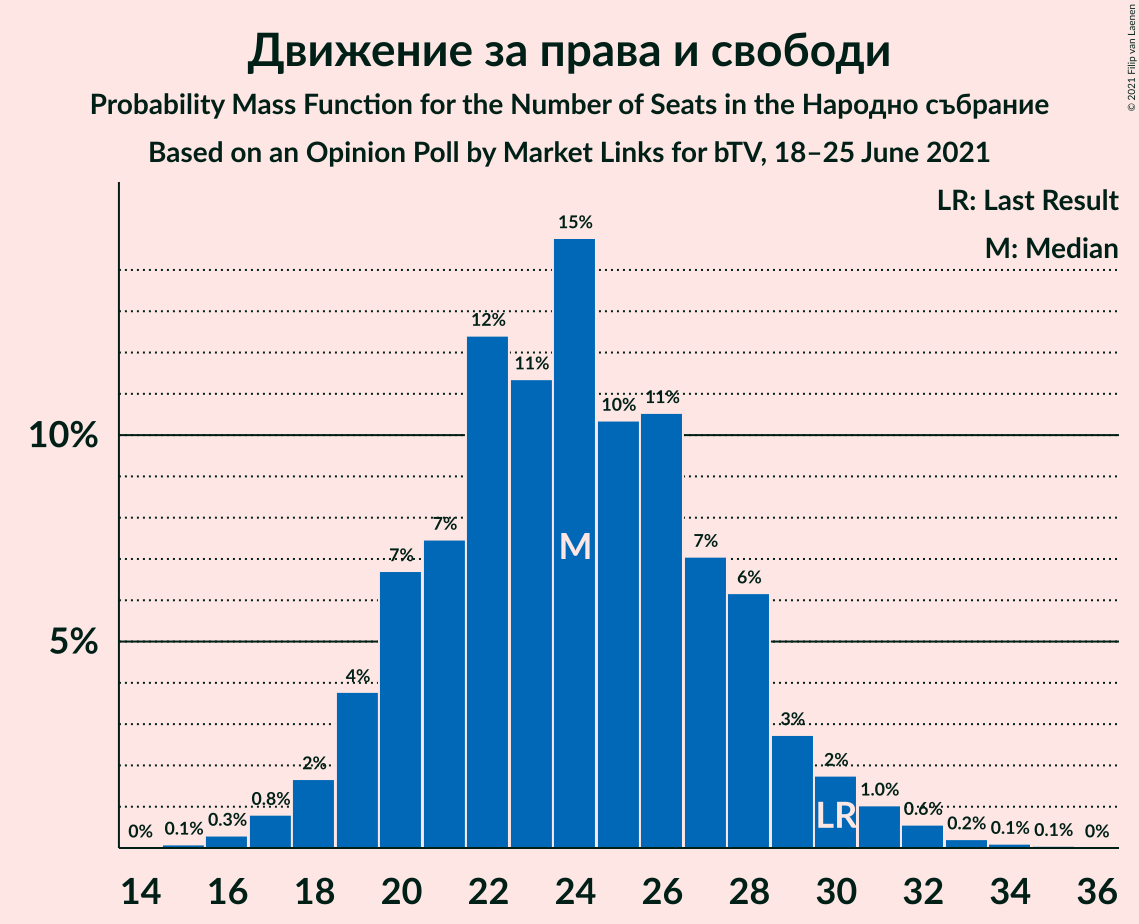 Движение за права и свободи
Probability Mass Function for the Number of Seats in the Народно събрание
Based on an Opinion Poll by Market Links for bTV, 18–25 June 2021
© 2021 Filip van Laenen
LR: Last Result
M: Median
10%
5%
0%
0.1%
0.3%
0.8%
2%
4%
7%
7%
12%
11%
15%
10%
11%
7%
6%
3%
2%
1.0%
0.6%
0.2%
0.1%
0.1%
0%
M
LR
14 16 18 20 22 24 26 28 30 32 34 36